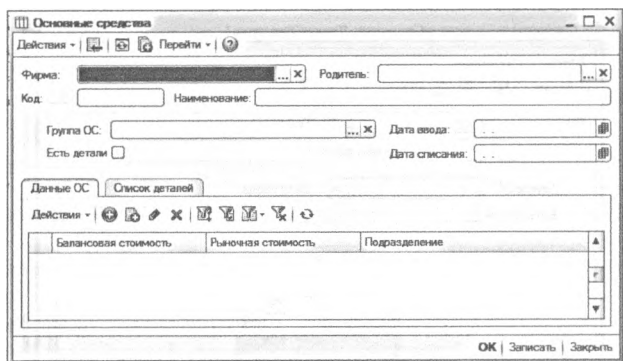 Основные средства
Действия Перейти
Фирма: Родитель:
Код: Наименование:
Группа ОС: Дата ввода: . .
Есть детали Дата списания: . .
Данные ОС Список деталей
Действия
Балансовая стоимость Рыночная стоимость Подразделение
OK Записать Закрыть